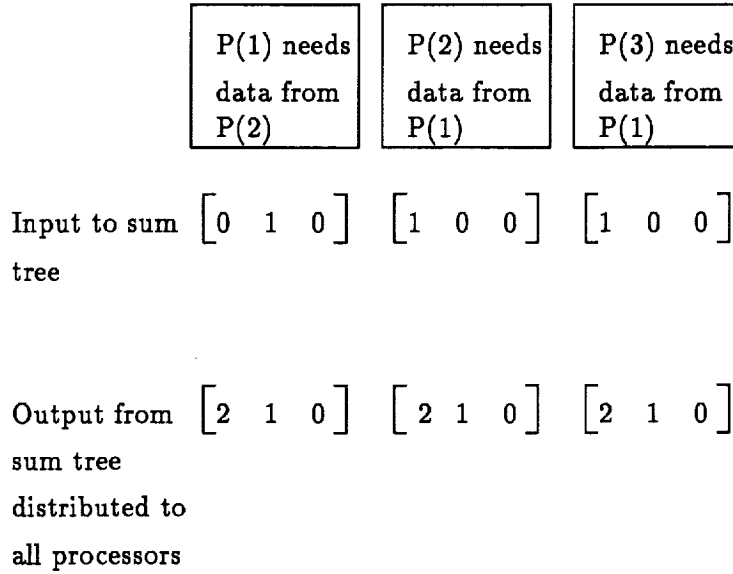 P(1) needs
data from
P(2)
P(2) needs
data from
P(1)
P(3) needs
data from
P(1)
Input to sum
tree
[0 1 0]
[1 0 0]
[1 0 0]
Output from
sum tree
distributed to
all processors
[2 1 0]
[2 1 0]
[2 1 0]